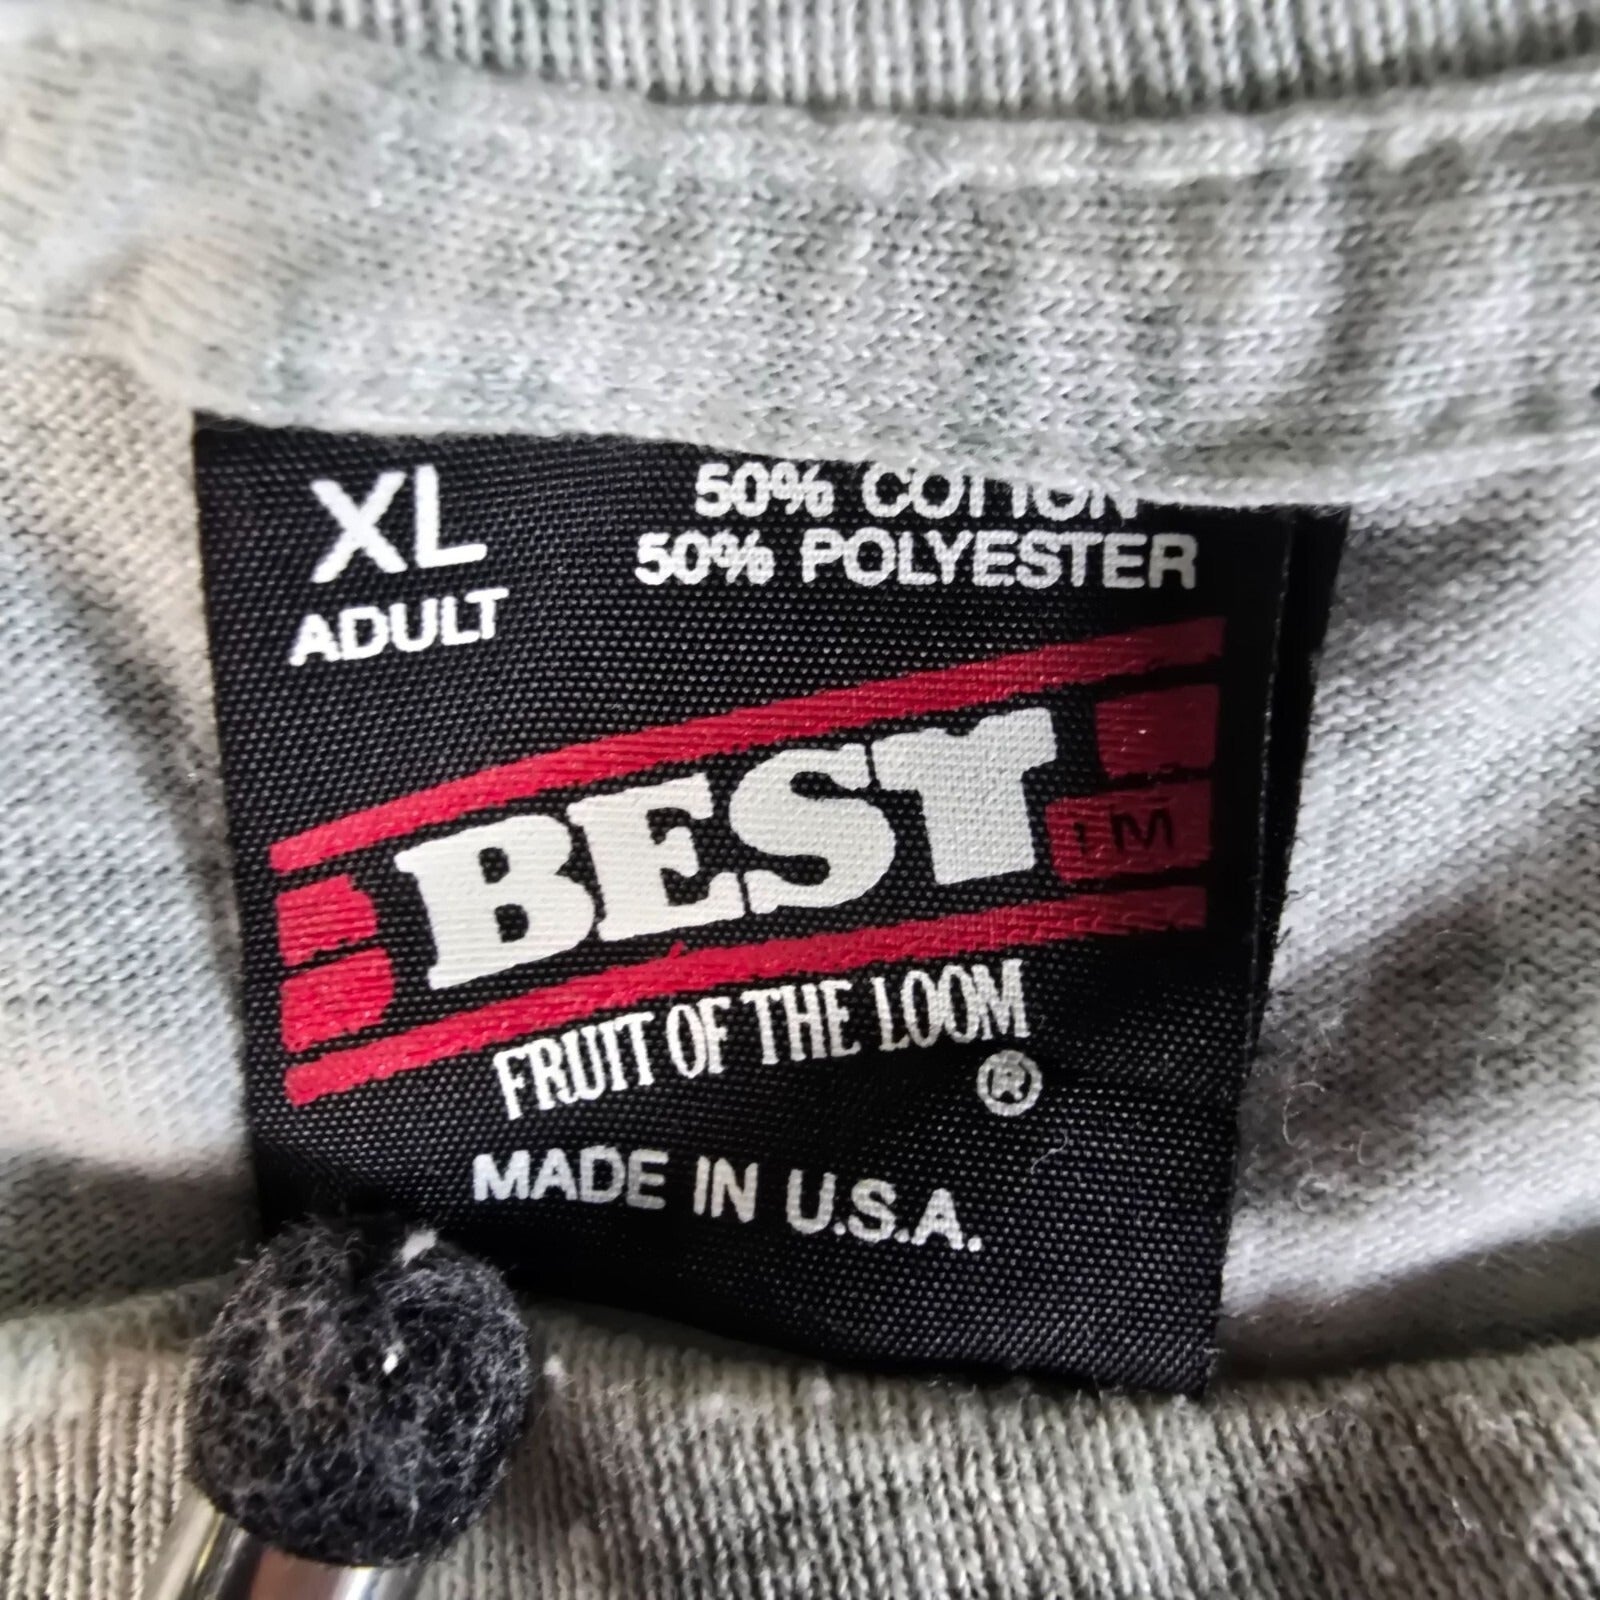 XL
ADULT
50% COTTON
50% POLYESTER
BEST
TM
FRUIT OF THE LOOM
®
MADE IN U.S.A.